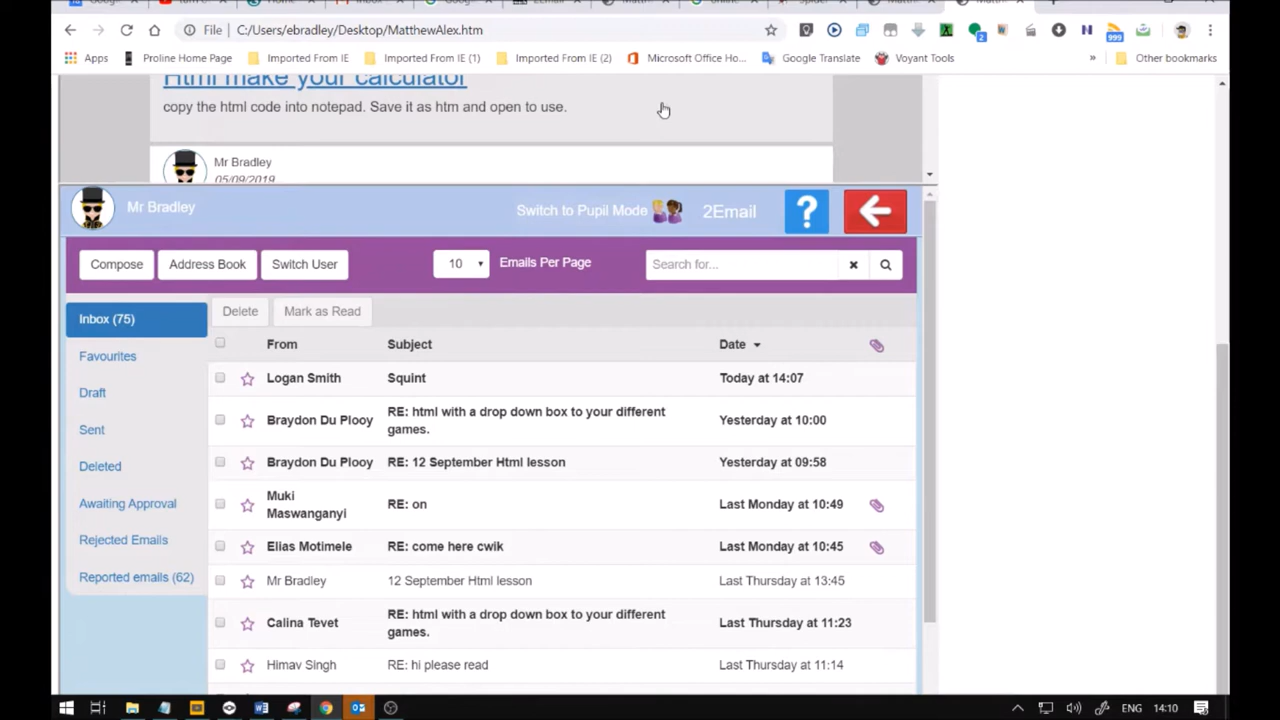 File C:/Users/ebradley/Desktop/MatthewAlex.htm
999
Apps Proline Home Page Imported From IE Imported From IE (1) Imported From IE (2) Microsoft Office Ho... Google Translate Voyant Tools » Other bookmarks
Html make your calculator
copy the html code into notepad. Save it as htm and open to use.
Mr Bradley
05/09/2019
Mr Bradley Switch to Pupil Mode 2Email ?
Compose Address Book Switch User 10 Emails Per Page Search for...
Inbox (75) Delete Mark as Read
From Subject Date
Favourites
Logan Smith Squint Today at 14:07
Draft
Braydon Du Plooy RE: html with a drop down box to your different games. Yesterday at 10:00
Sent
Braydon Du Plooy RE: 12 September Html lesson Yesterday at 09:58
Deleted
Muki Maswanganyi RE: on Last Monday at 10:49
Awaiting Approval
Elias Motimele RE: come here cwik Last Monday at 10:45
Rejected Emails
Mr Bradley 12 September Html lesson Last Thursday at 13:45
Reported emails (62)
Calina Tevet RE: html with a drop down box to your different games. Last Thursday at 11:23
Himav Singh RE: hi please read Last Thursday at 11:14
ENG 14:10